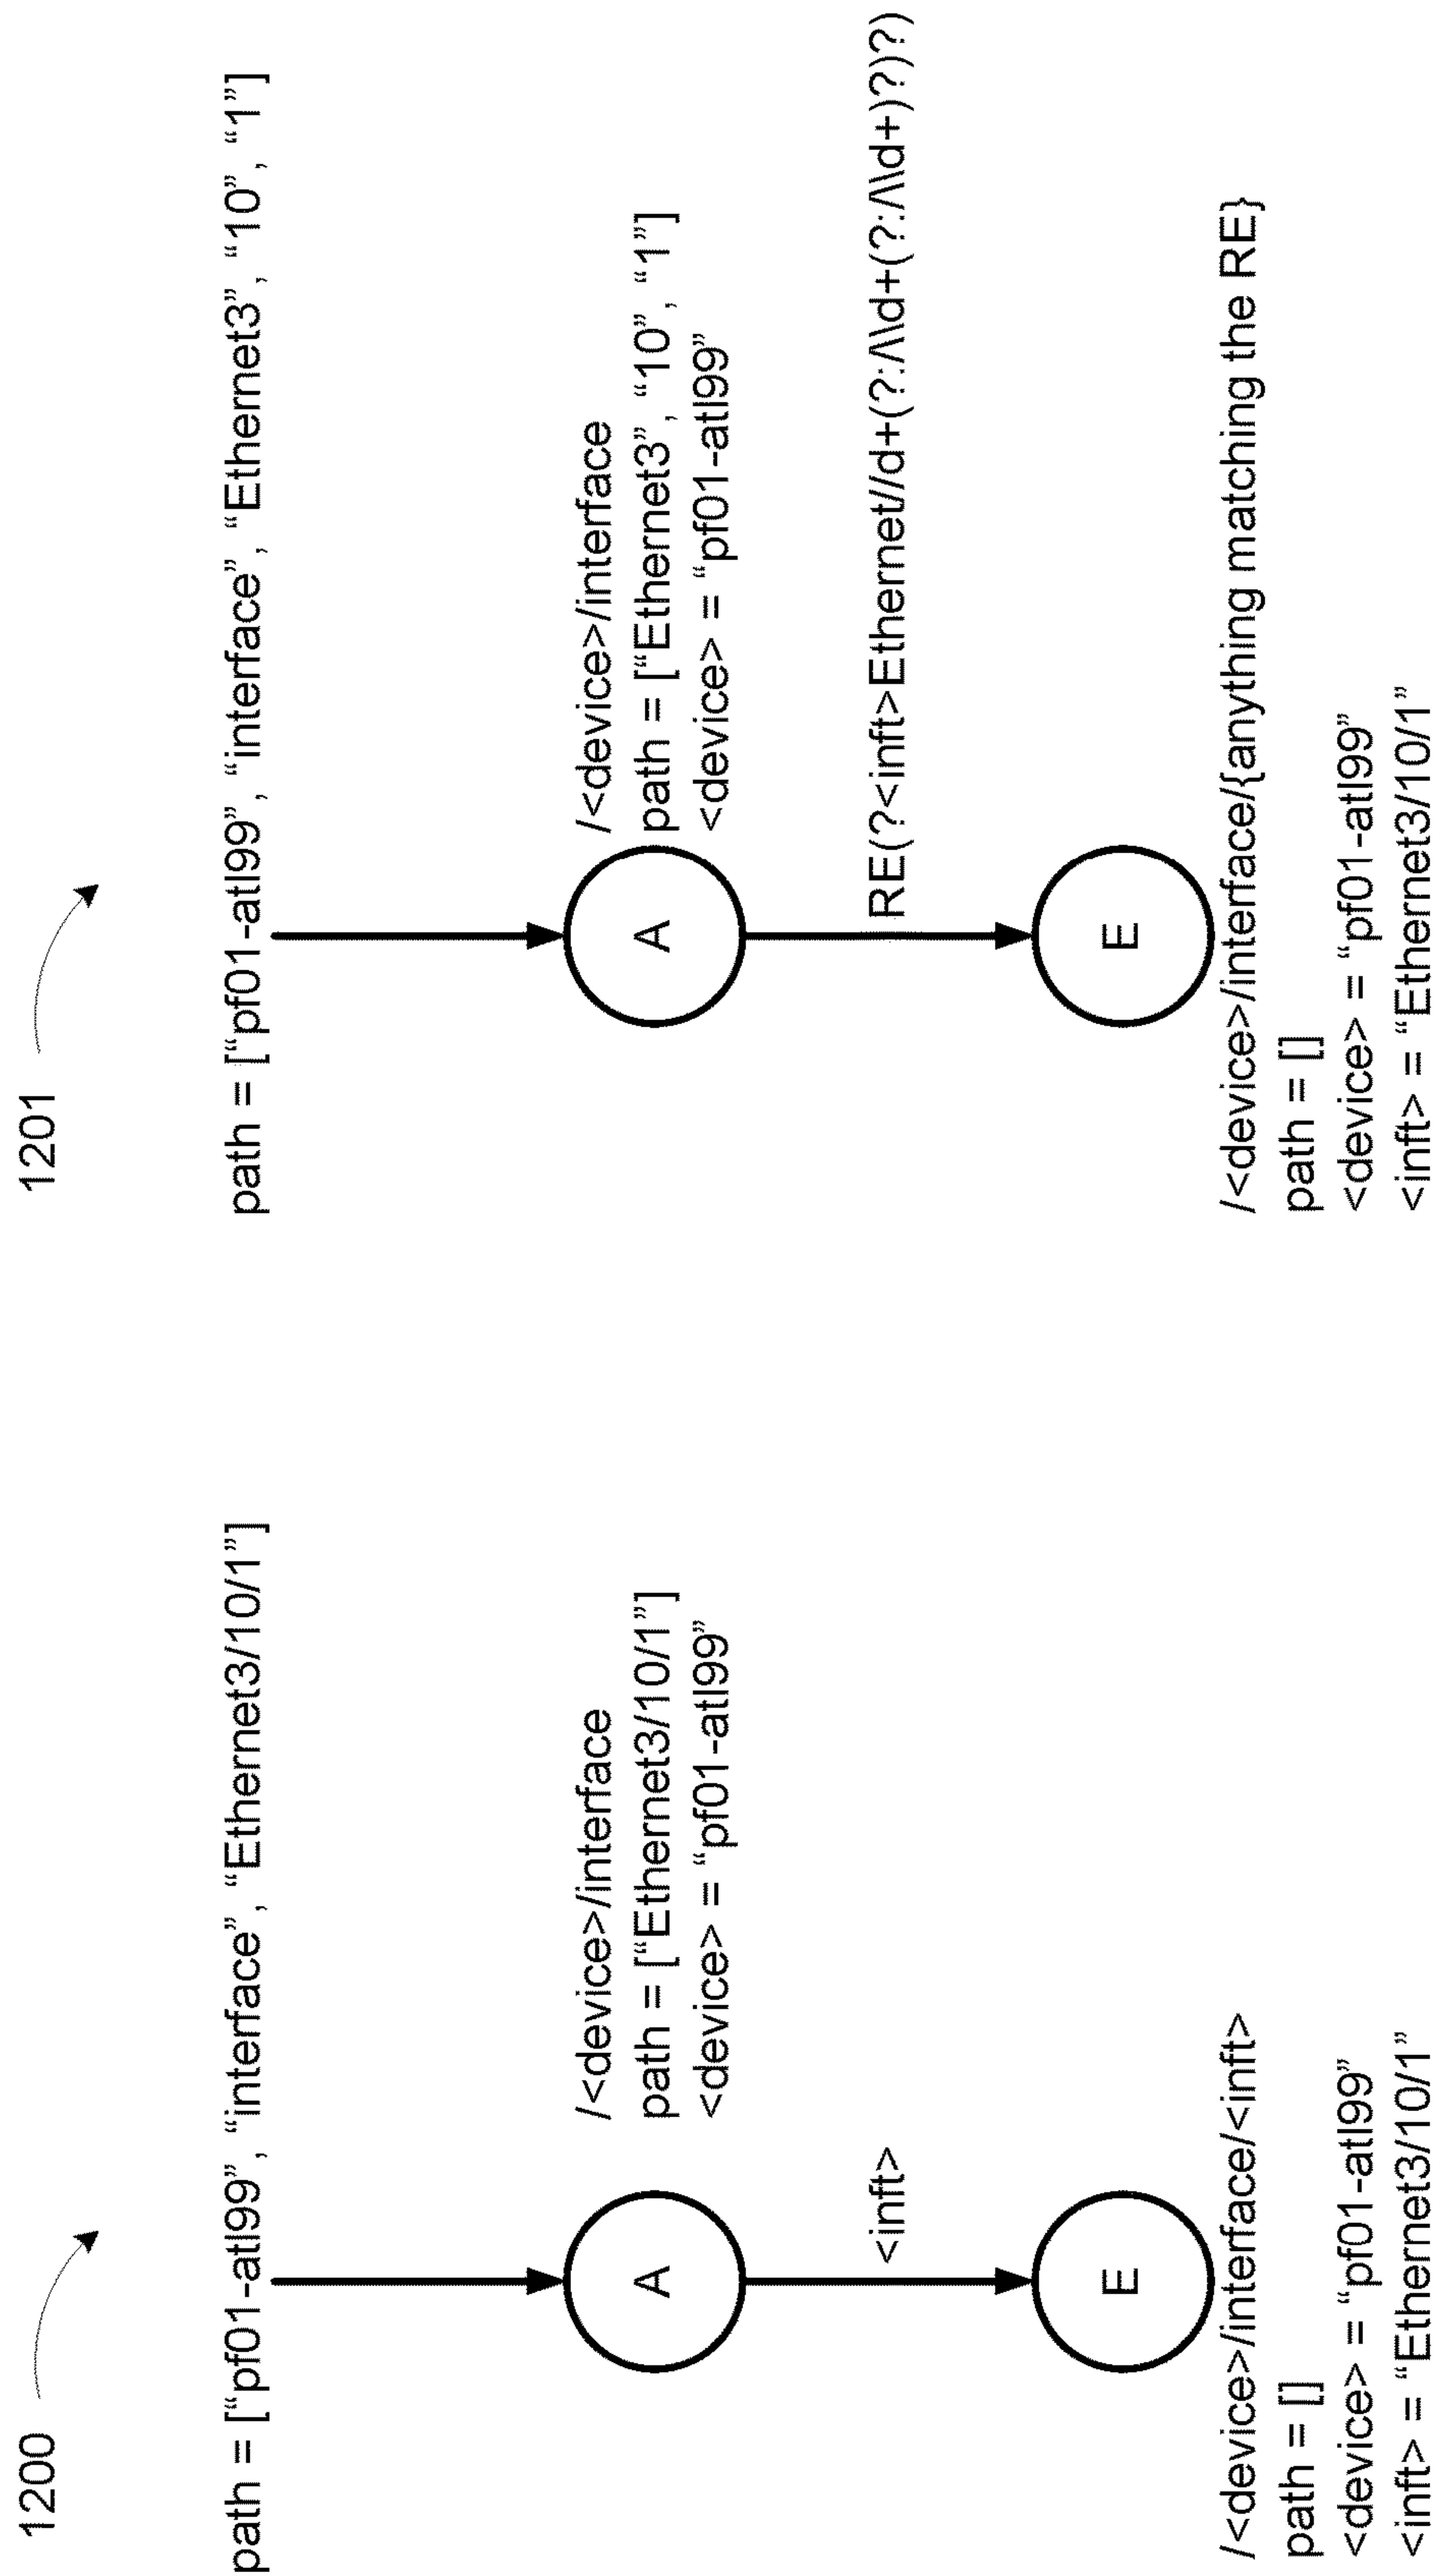 1200
path = [“pf01-atl99”, “interface”, “Ethernet3/10/1”]
A
/<device>/interface
path = [“Ethernet3/10/1”]
<device> = “pf01-atl99”
<inft>
E
/<device>/interface/<inft>
path = []
<device> = “pf01-atl99”
<inft> = “Ethernet3/10/1”
1201
path = [“pf01-atl99”, “interface”, “Ethernet3”, “10”, “1”]
A
/<device>/interface
path = [“Ethernet3”, “10”, “1”]
<device> = “pf01-atl99”
RE(?<inft>Ethernet//d+(?:/\\d+(?:/\\d+)?)?)
E
/<device>/interface/{anything matching the RE}
path = []
<device> = “pf01-atl99”
<inft> = “Ethernet3/10/1”